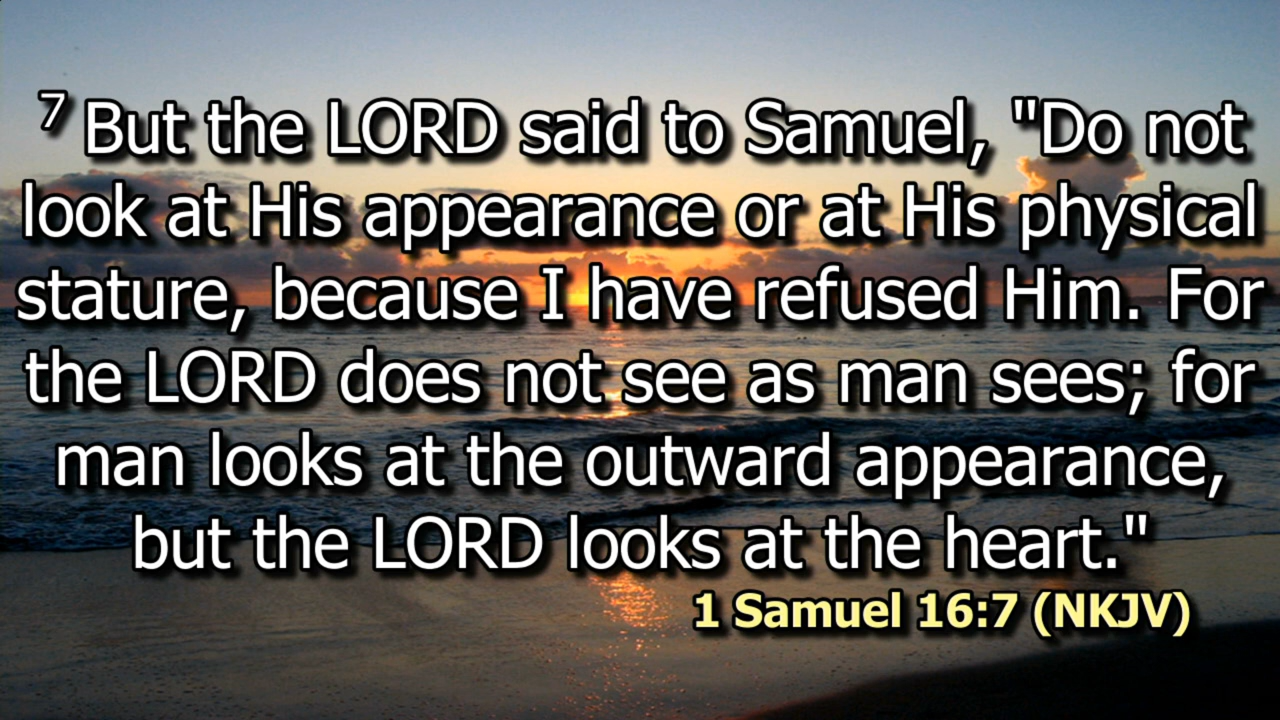 7 But the LORD said to Samuel, "Do not
look at His appearance or at His physical
stature, because I have refused Him. For
the LORD does not see as man sees; for
man looks at the outward appearance,
but the LORD looks at the heart."
1 Samuel 16:7 (NKJV)